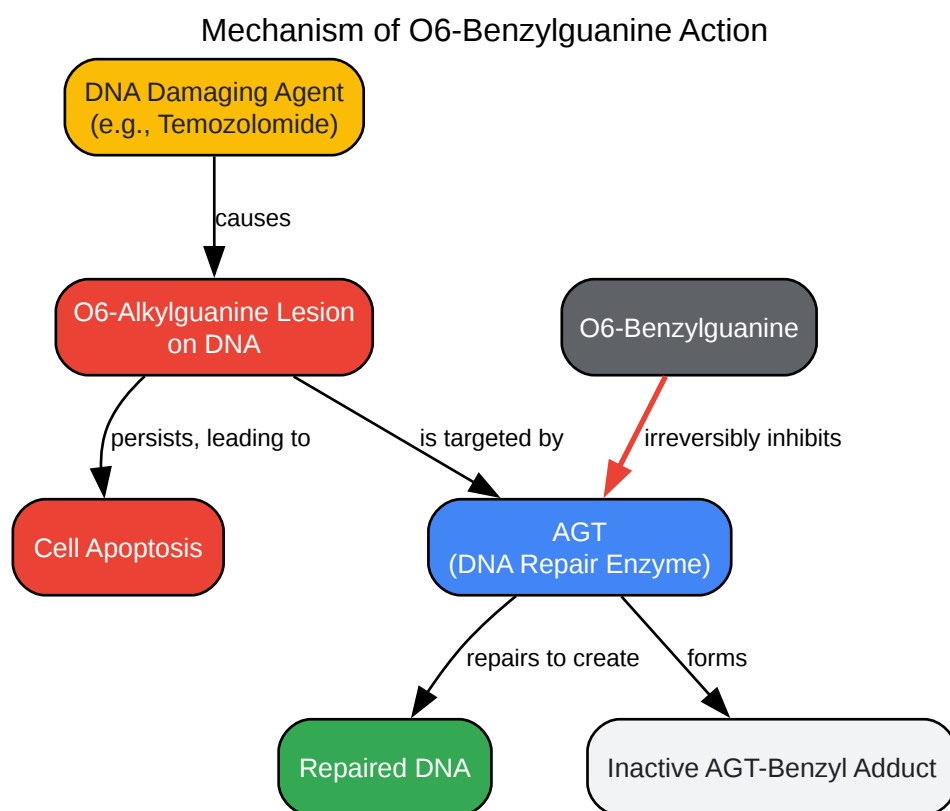 Mechanism of O6-Benzylguanine Action
DNA Damaging Agent
(e.g., Temozolomide)
causes
O6-Alkylguanine Lesion
on DNA
O6-Benzylguanine
persists, leading to
is targeted by
irreversibly inhibits
Cell Apoptosis
AGT
(DNA Repair Enzyme)
repairs to create
forms
Repaired DNA
Inactive AGT-Benzyl Adduct